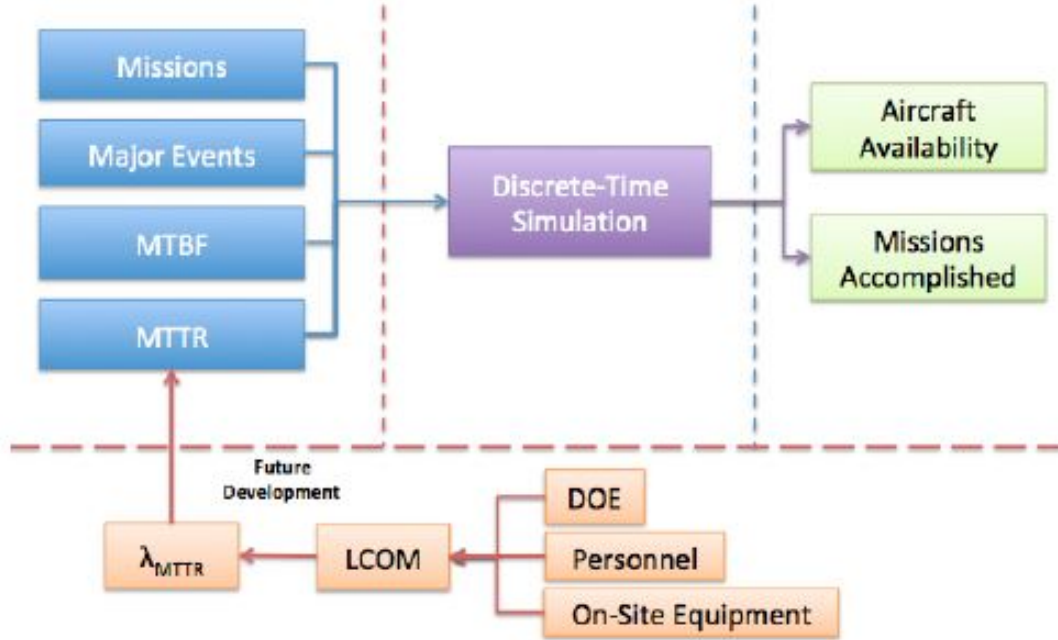 Missions
Major Events
MTBF
MTTR
Discrete-Time
Simulation
Aircraft
Availability
Missions
Accomplished
Future
Development
λMTTR
LCOM
DOE
Personnel
On-Site Equipment